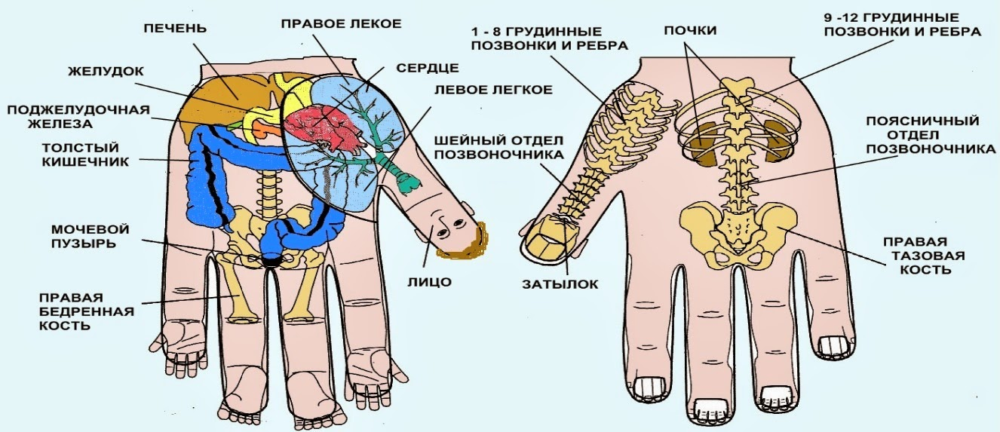 ПЕЧЕНЬ
ПРАВОЕ ЛЕКОЕ
ЖЕЛУДОК
СЕРДЦЕ
ЛЕВОЕ ЛЕГКОЕ
ПОДЖЕЛУДОЧНАЯ
ЖЕЛЕЗА
ТОЛСТЫЙ
КИШЕЧНИК
МОЧЕВОЙ
ПУЗЫРЬ
ПРАВАЯ
БЕДРЕННАЯ
КОСТЬ
ЛИЦО
1 - 8 ГРУДИННЫЕ
ПОЗВОНКИ И РЕБРА
ПОЧКИ
9 -12 ГРУДИННЫЕ
ПОЗВОНКИ И РЕБРА
ШЕЙНЫЙ ОТДЕЛ
ПОЗВОНОЧНИКА
ПОЯСНИЧНЫЙ
ОТДЕЛ
ПОЗВОНОЧНИКА
ПРАВАЯ
ТАЗОВАЯ
КОСТЬ
ЗАТЫЛОК